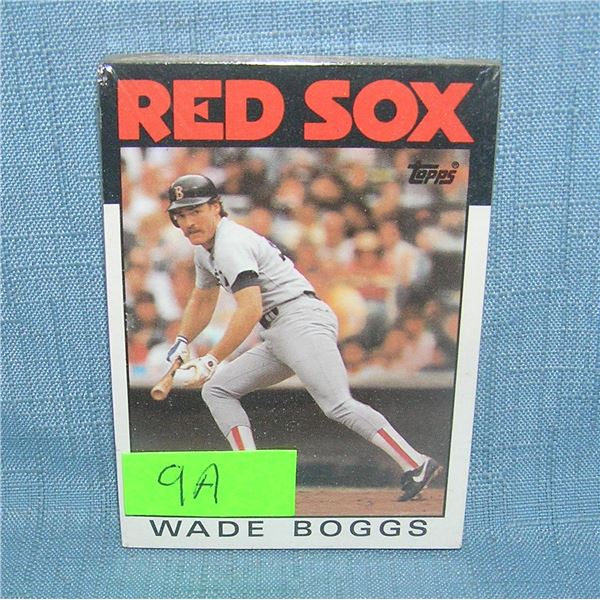 RED SOX
Topps®
B
9A
WADE BOGGS